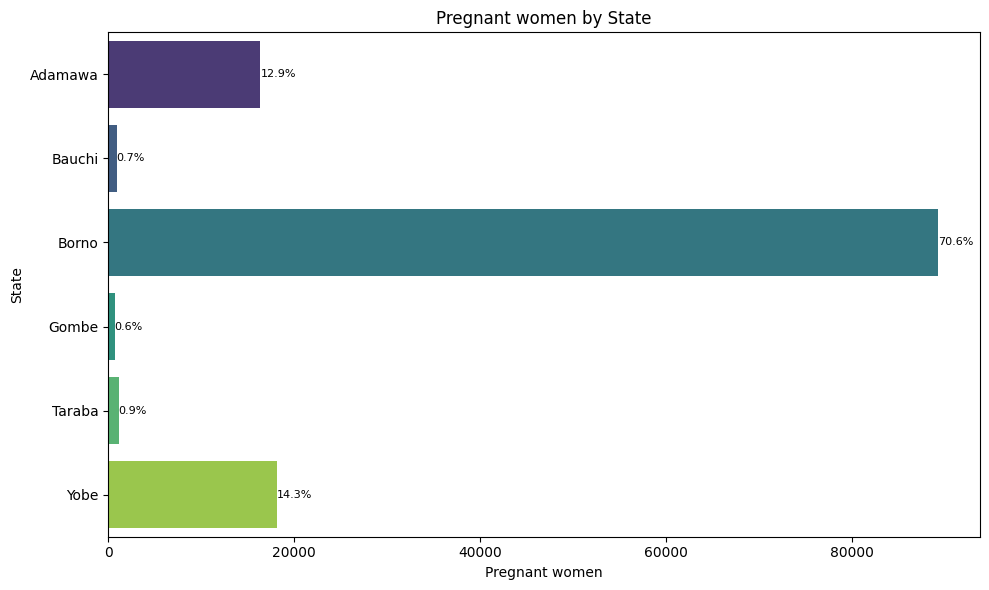 Pregnant women by State
State
Adamawa 12.9%
Bauchi 0.7%
Borno 70.6%
Gombe 0.6%
Taraba 0.9%
Yobe 14.3%
0 20000 40000 60000 80000
Pregnant women